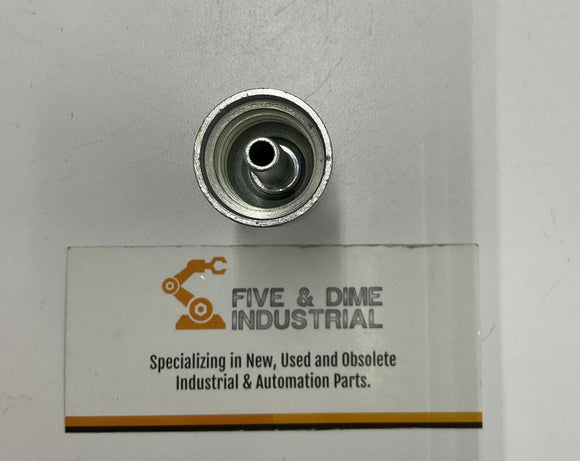 FIVE & DIME
INDUSTRIAL
Specializing in New, Used and Obsolete
Industrial & Automation Parts.